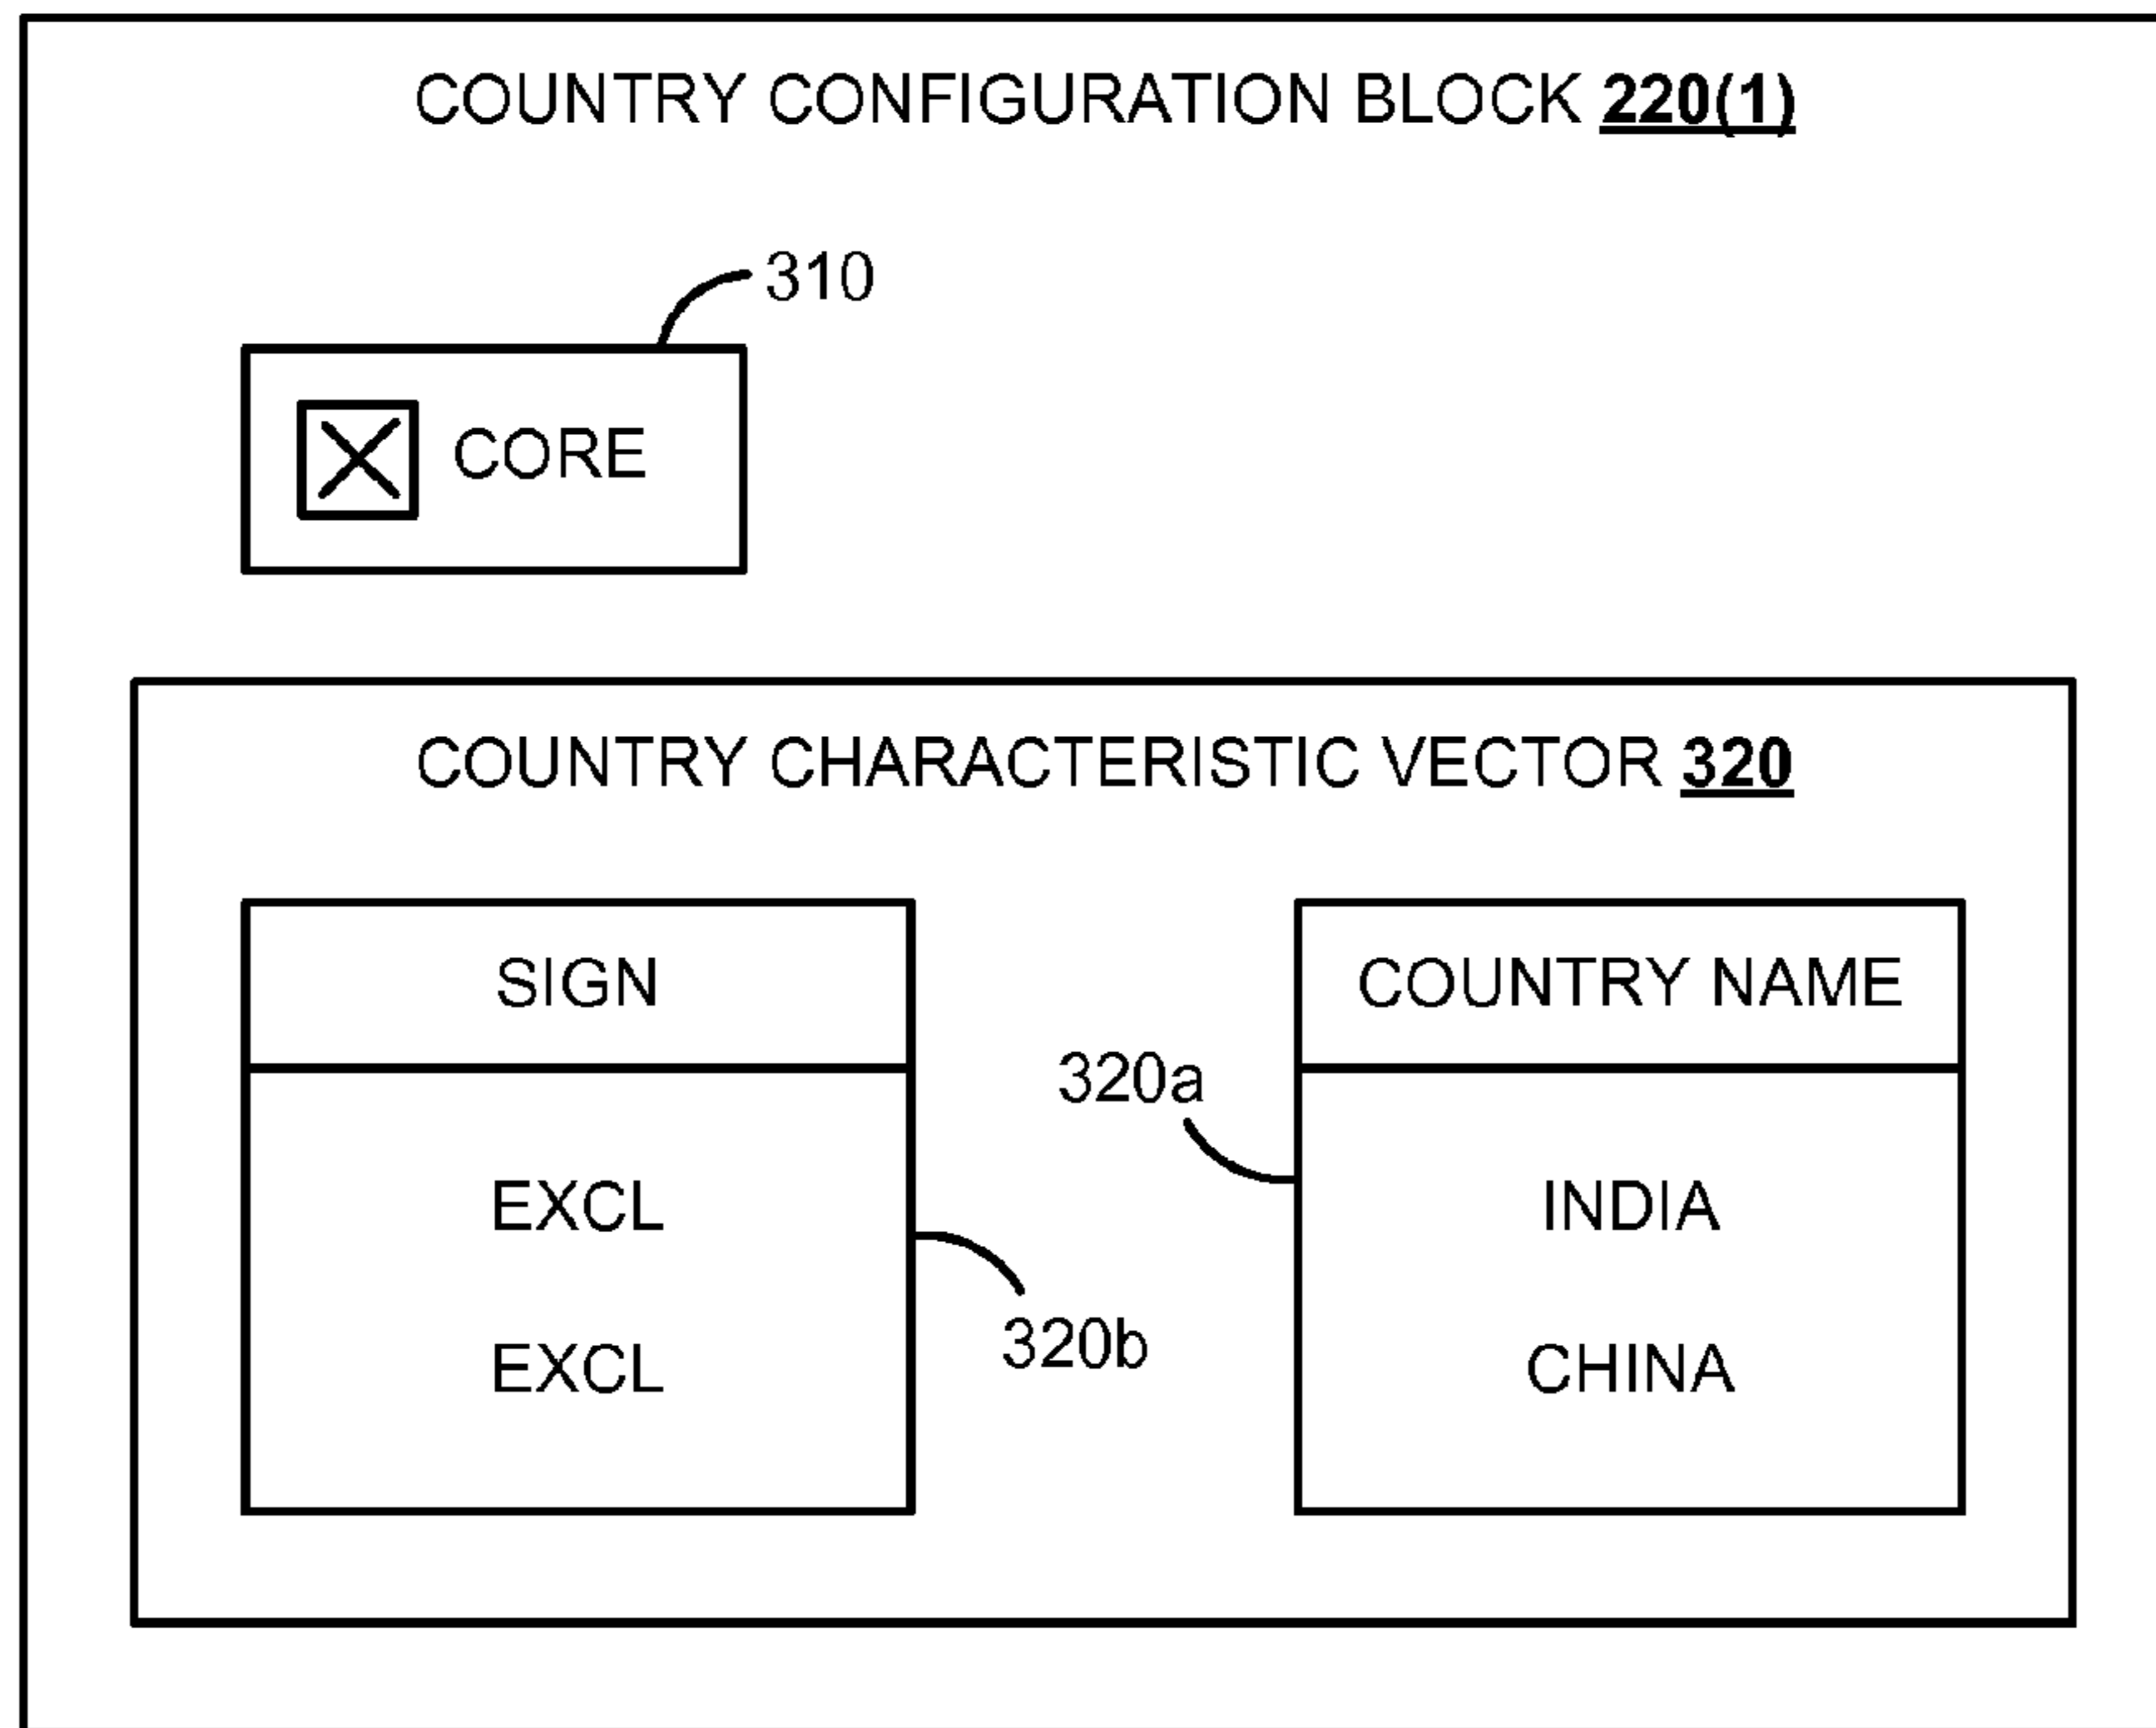 COUNTRY CONFIGURATION BLOCK 220(1)
310
CORE
COUNTRY CHARACTERISTIC VECTOR 320
SIGN
EXCL
EXCL
320b
320a
COUNTRY NAME
INDIA
CHINA